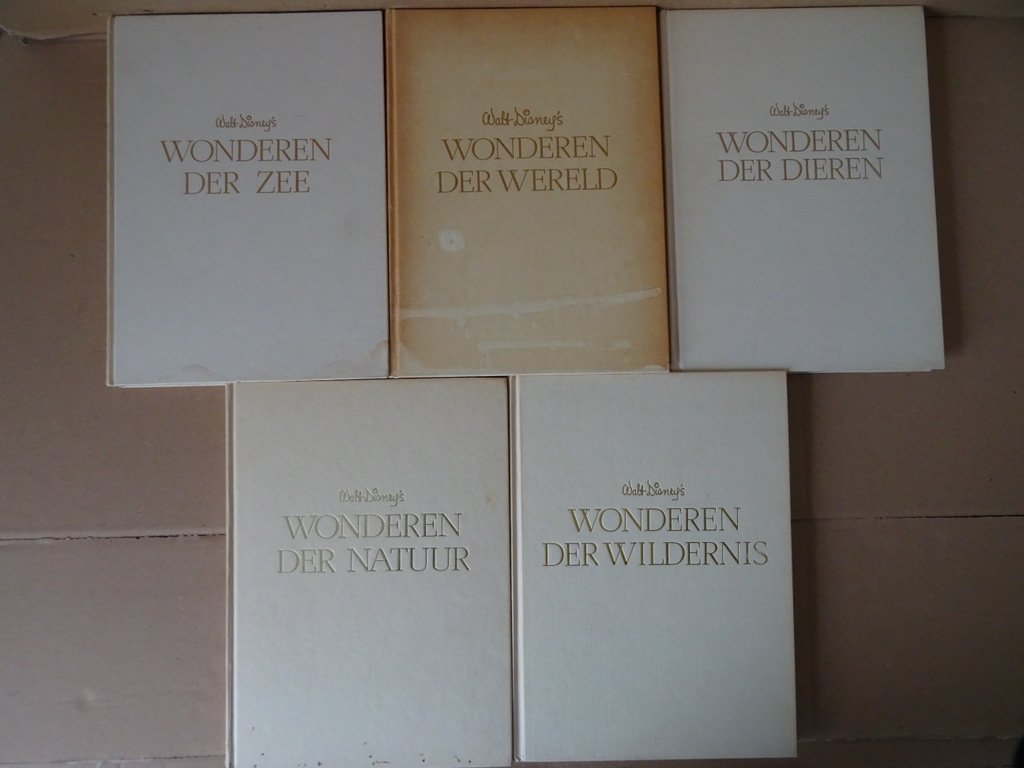 Walt Disney's
WONDEREN
DER ZEE
Walt Disney's
WONDEREN
DER WERELD
Walt Disney's
WONDEREN
DER DIEREN
Walt Disney's
WONDEREN
DER NATUUR
Walt Disney's
WONDEREN
DER WILDERNIS